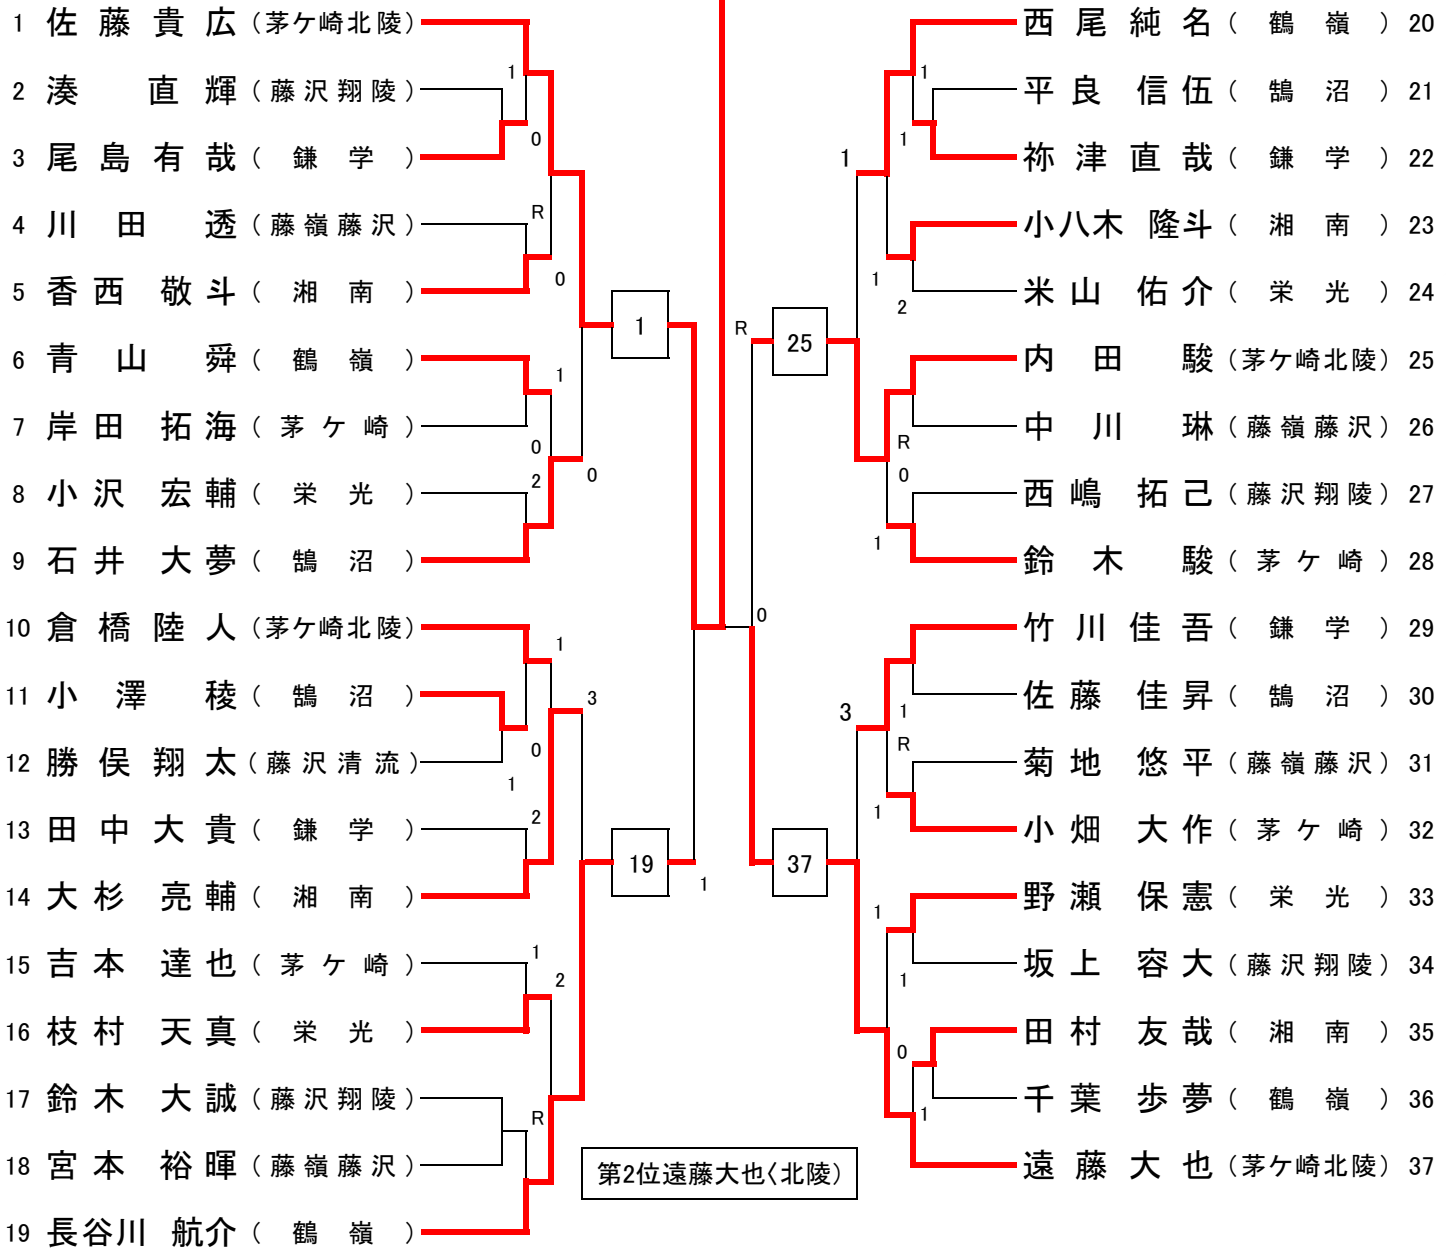 1 佐藤貴広 (茅ケ崎北陵)
2 湊 直輝 (藤沢翔陵)
3 尾島有哉 (鎌学)
4 川田 透 (藤嶺藤沢)
5 香西 敬斗 (湘南)
6 青山 舜 (鶴嶺)
7 岸田 拓海 (茅ケ崎)
8 小沢 宏輔 (栄光)
9 石井 大夢 (鵠沼)
10 倉橋陸人 (茅ケ崎北陵)
11 小澤 稜 (鵠沼)
12 勝俣翔太 (藤沢清流)
13 田中大貴 (鎌学)
14 大杉 亮輔 (湘南)
15 吉本 達也 (茅ケ崎)
16 枝村 天真 (栄光)
17 鈴木 大誠 (藤沢翔陵)
18 宮本 裕暉 (藤嶺藤沢)
19 長谷川 航介 (鶴嶺)
1
0
R
0
1
0
2
0
1
3
0
1
2
1
2
R
1
19
1
R
0
25
37
第2位遠藤大也〈北陵)
1
1
1
1
2
R
0
1
3
1
R
1
1
1
0
1
西尾純名 (鶴嶺) 20
平良 信伍 (鵠沼) 21
祢津直哉 (鎌学) 22
小八木 隆斗 (湘南) 23
米山 佑介 (栄光) 24
内田 駿 (茅ケ崎北陵) 25
中川 琳 (藤嶺藤沢) 26
西嶋 拓己 (藤沢翔陵) 27
鈴木 駿 (茅ケ崎) 28
竹川佳吾 (鎌学) 29
佐藤 佳昇 (鵠沼) 30
菊地 悠平 (藤嶺藤沢) 31
小畑 大作 (茅ケ崎) 32
野瀬 保憲 (栄光) 33
坂上 容大 (藤沢翔陵) 34
田村 友哉 (湘南) 35
千葉 歩夢 (鶴嶺) 36
遠藤大也 (茅ケ崎北陵) 37